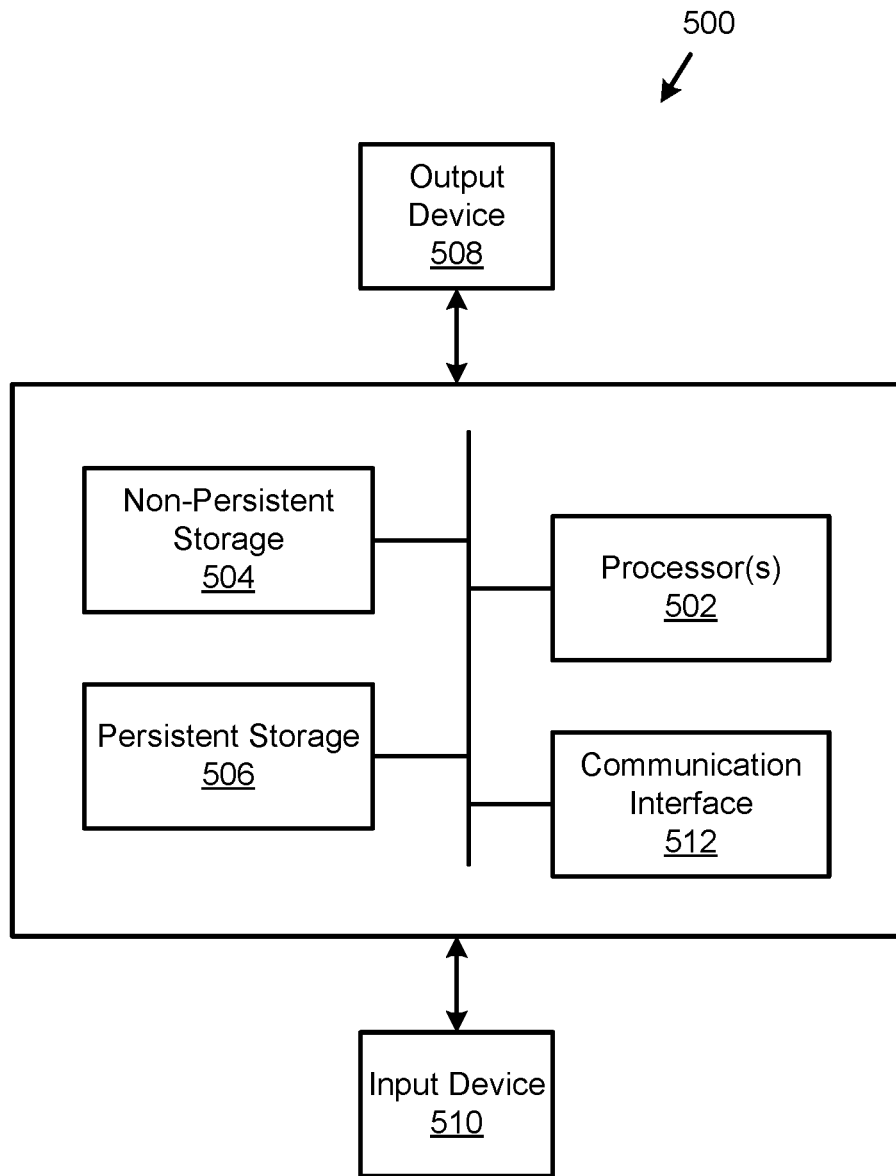 500
Output
Device
508
Non-Persistent
Storage
504
Processor(s)
502
Persistent Storage
506
Communication
Interface
512
Input Device
510